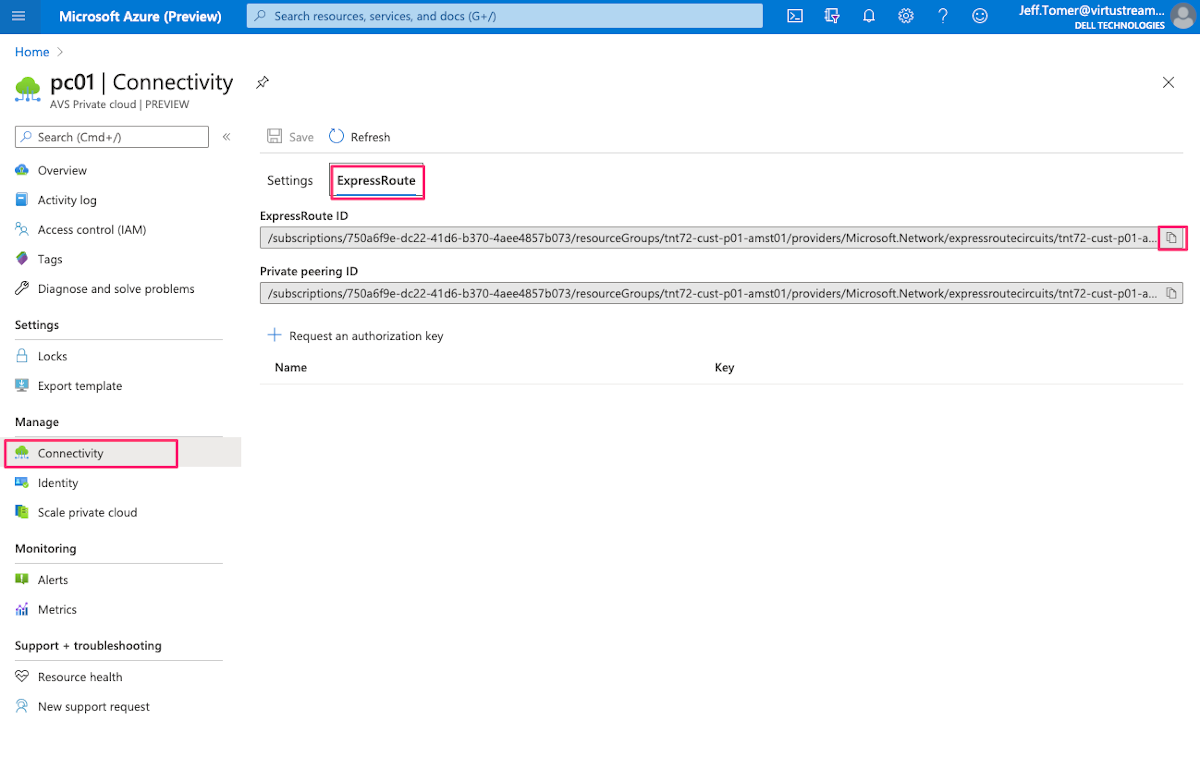 Microsoft Azure (Preview)
Search resources, services, and docs (G+/)
Jeff.Tomer@virtustream...
DELL TECHNOLOGIES
Home
pc01 | Connectivity
AVS Private cloud | PREVIEW
Search (Cmd+/)
Overview
Activity log
Access control (IAM)
Tags
Diagnose and solve problems
Settings
Locks
Export template
Manage
Connectivity
Identity
Scale private cloud
Monitoring
Alerts
Metrics
Support + troubleshooting
Resource health
New support request
Save
Refresh
Settings
ExpressRoute
ExpressRoute ID
/subscriptions/750a6f9e-dc22-41d6-b370-4aee4857b073/resourceGroups/tnt72-cust-p01-amst01/providers/Microsoft.Network/expressroutecircuits/tnt72-cust-p01-a...
Private peering ID
/subscriptions/750a6f9e-dc22-41d6-b370-4aee4857b073/resourceGroups/tnt72-cust-p01-amst01/providers/Microsoft.Network/expressroutecircuits/tnt72-cust-p01-a...
Request an authorization key
Name
Key